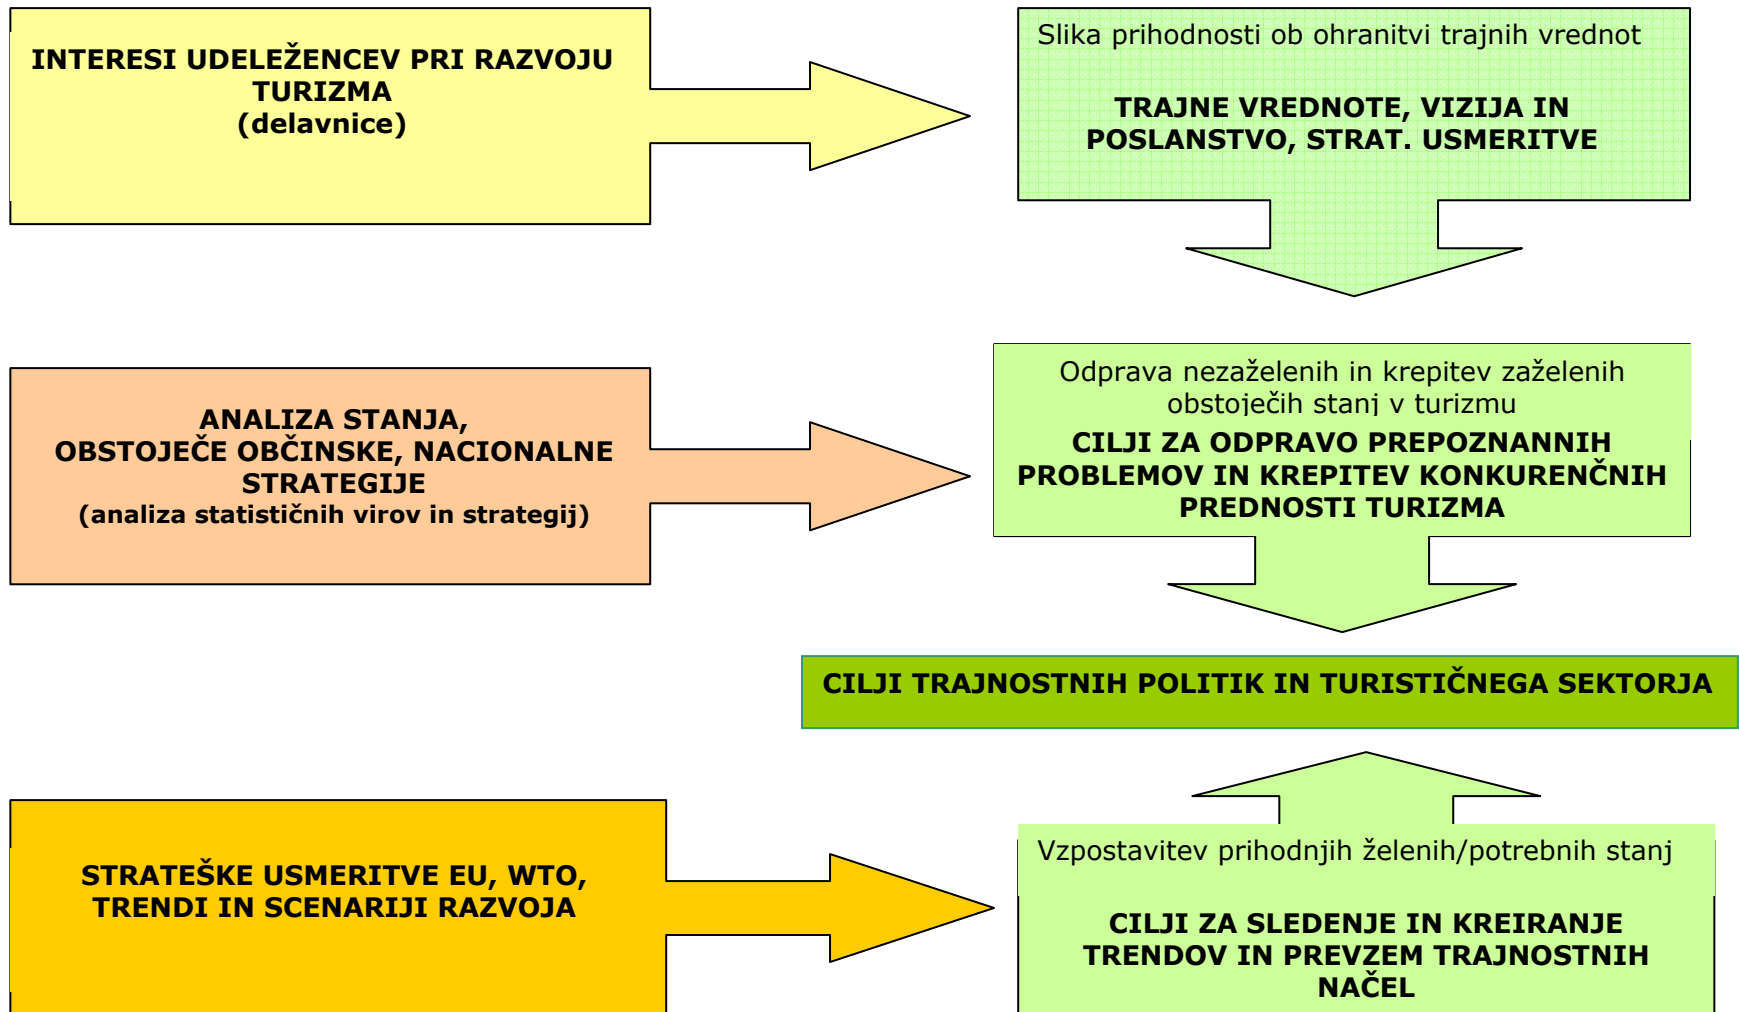 INTERESI UDELEŽENCEV PRI RAZVOJU
TURIZMA
(delavnice)
Slika prihodnosti ob ohranitvi trajnih vrednot
TRAJNE VREDNOTE, VIZIJA IN
POSLANSTVO, STRAT. USMERITVE
ANALIZA STANJA,
OBSTOJEČE OBČINSKE, NACIONALNE
STRATEGIJE
(analiza statističnih virov in strategij)
Odprava nezaželenih in krepitev zaželenih
obstoječih stanj v turizmu
CILJI ZA ODPRAVO PREPOZNANNIH
PROBLEMOV IN KREPITEV KONKURENČNIH
PREDNOSTI TURIZMA
CILJI TRAJNOSTNIH POLITIK IN TURISTIČNEGA SEKTORJA
STRATEŠKE USMERITVE EU, WTO,
TRENDI IN SCENARIJI RAZVOJA
Vzpostavitev prihodnjih želenih/potrebnih stanj
CILJI ZA SLEDENJE IN KREIRANJE
TRENDOV IN PREVZEM TRAJNOSTNIH
NAČEL